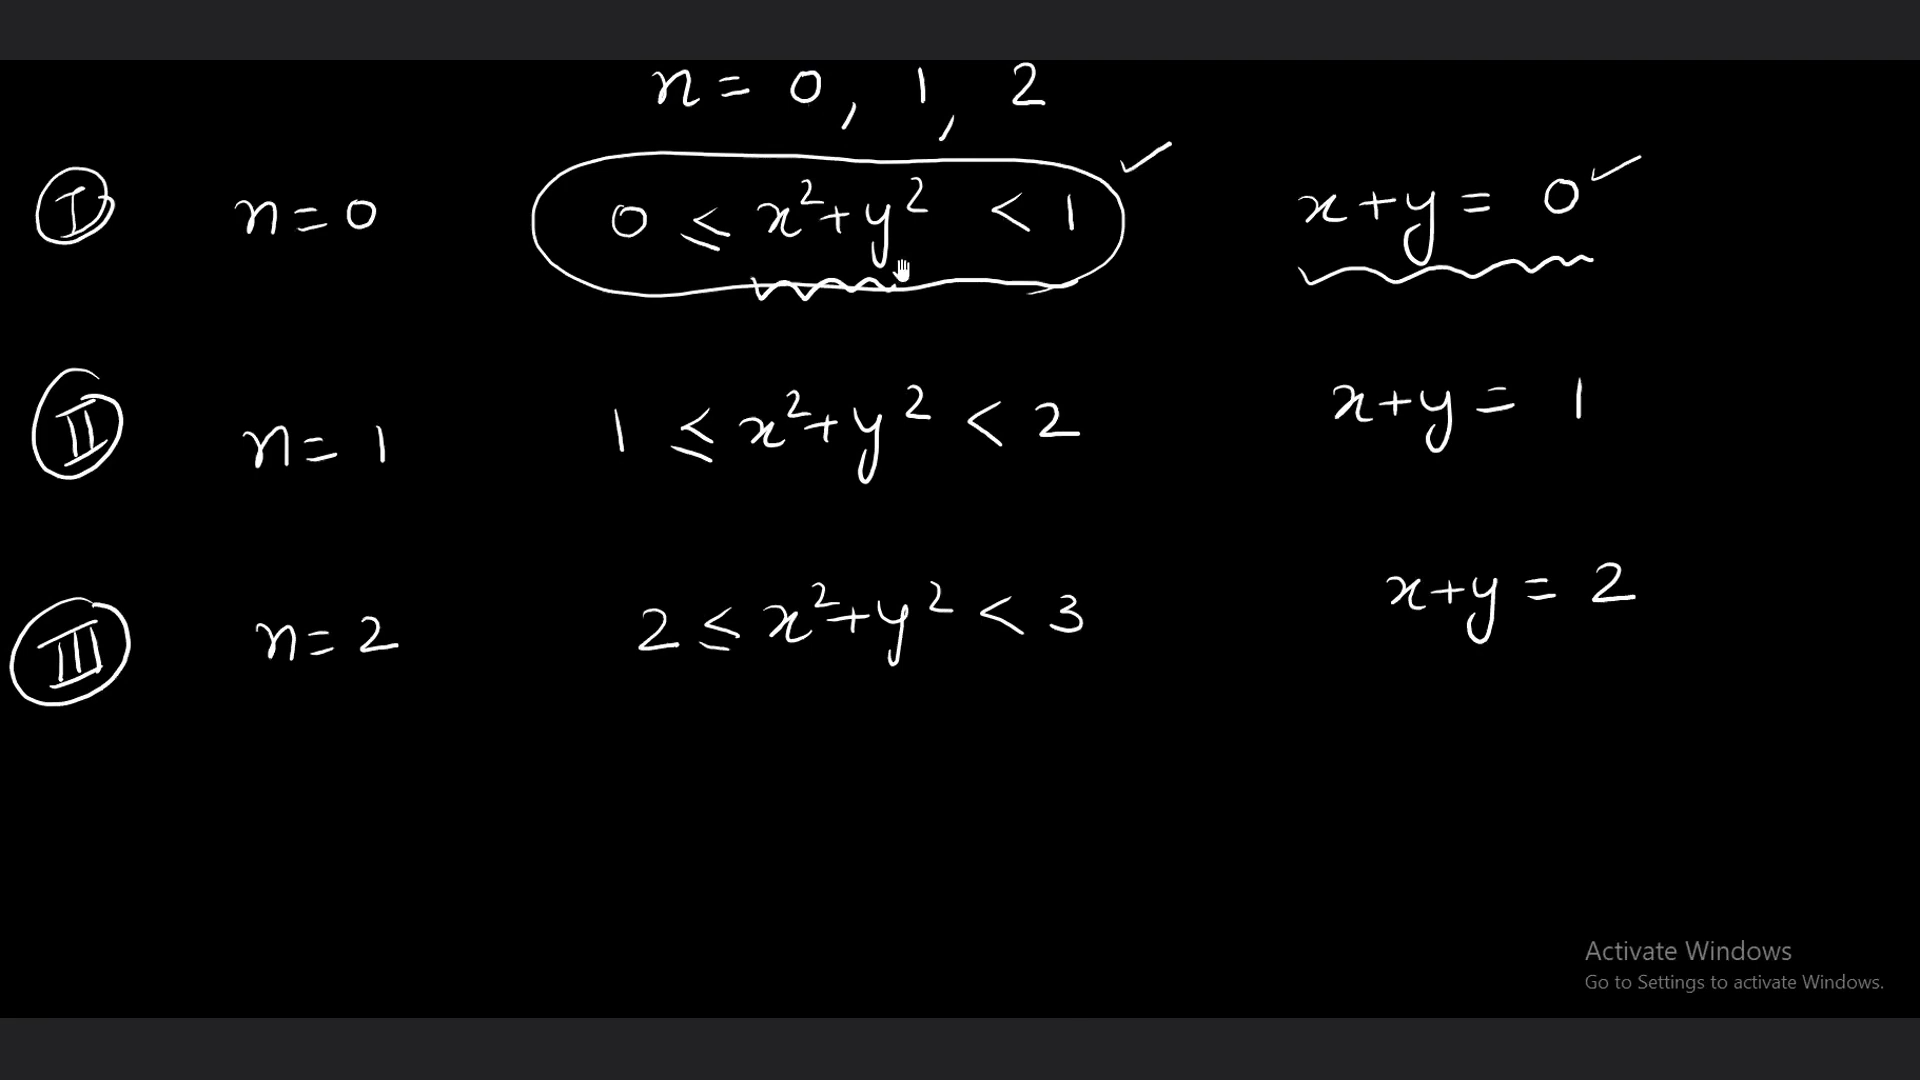 n = 0, 1, 2
I n = 0 0 ≤ x² + y² < 1 ✓ x + y = 0 ✓
II n = 1 1 ≤ x² + y² < 2 x + y = 1
III n = 2 2 ≤ x² + y² < 3 x + y = 2
Activate Windows
Go to Settings to activate Windows.